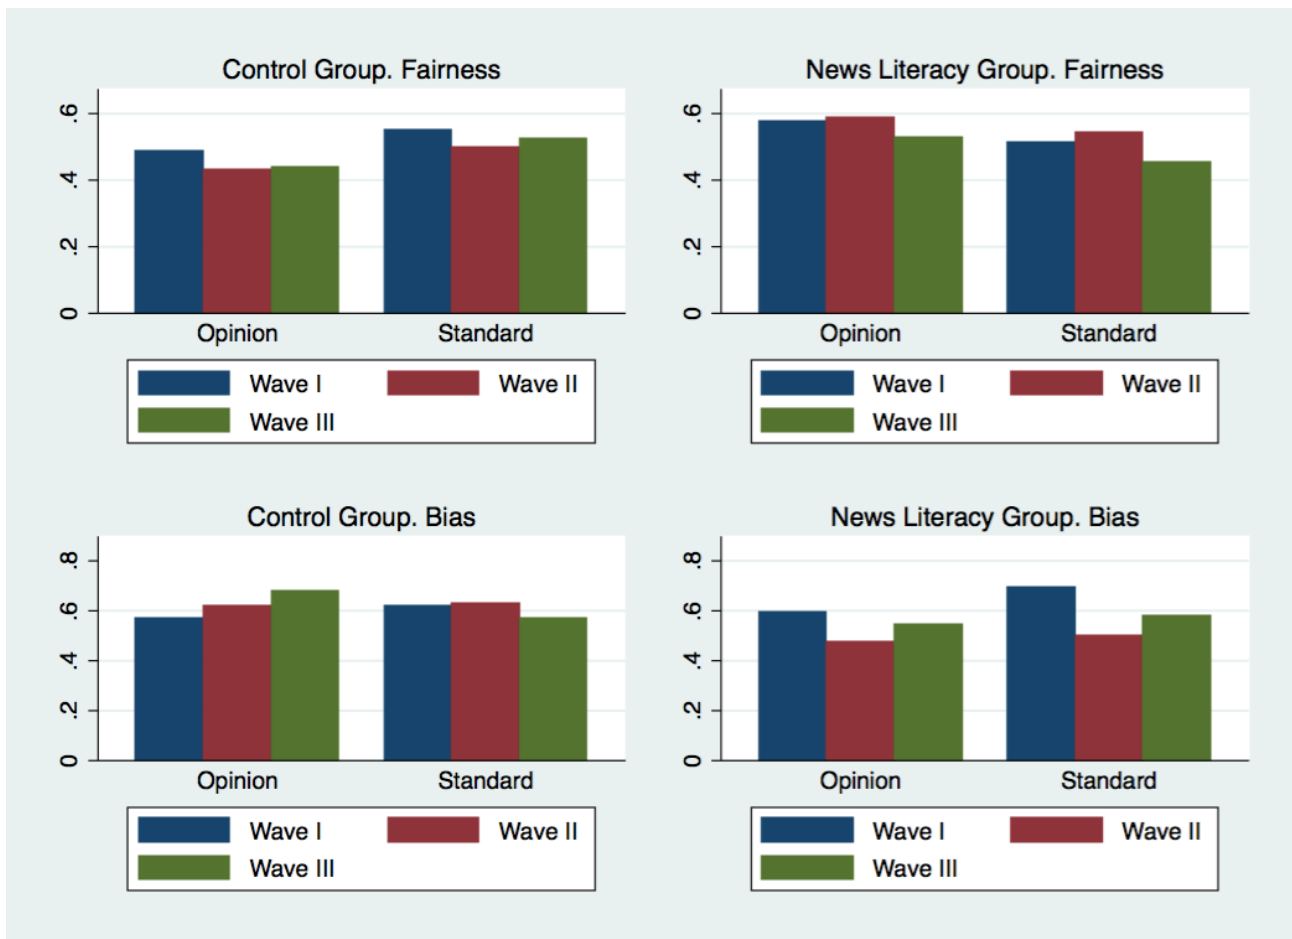 Control Group. Fairness
.6
.4
.2
0
Opinion Standard
Wave I Wave II
Wave III
News Literacy Group. Fairness
.6
.4
.2
0
Opinion Standard
Wave I Wave II
Wave III
Control Group. Bias
.8
.6
.4
.2
0
Opinion Standard
Wave I Wave II
Wave III
News Literacy Group. Bias
.8
.6
.4
.2
0
Opinion Standard
Wave I Wave II
Wave III